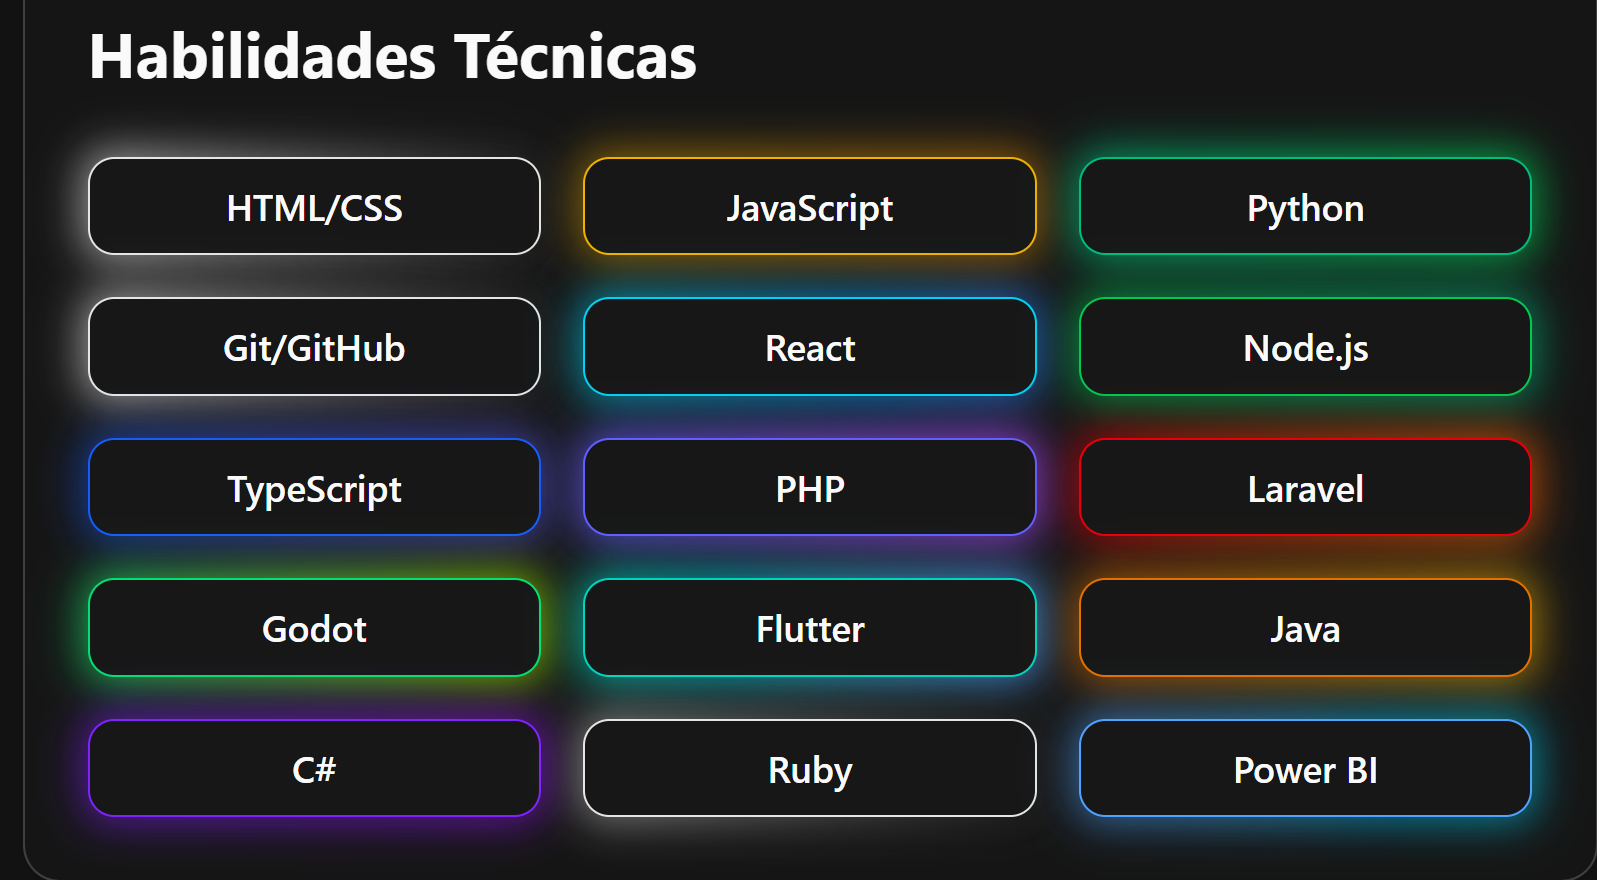 Habilidades Técnicas
HTML/CSS
JavaScript
Python
Git/GitHub
React
Node.js
TypeScript
PHP
Laravel
Godot
Flutter
Java
C#
Ruby
Power BI